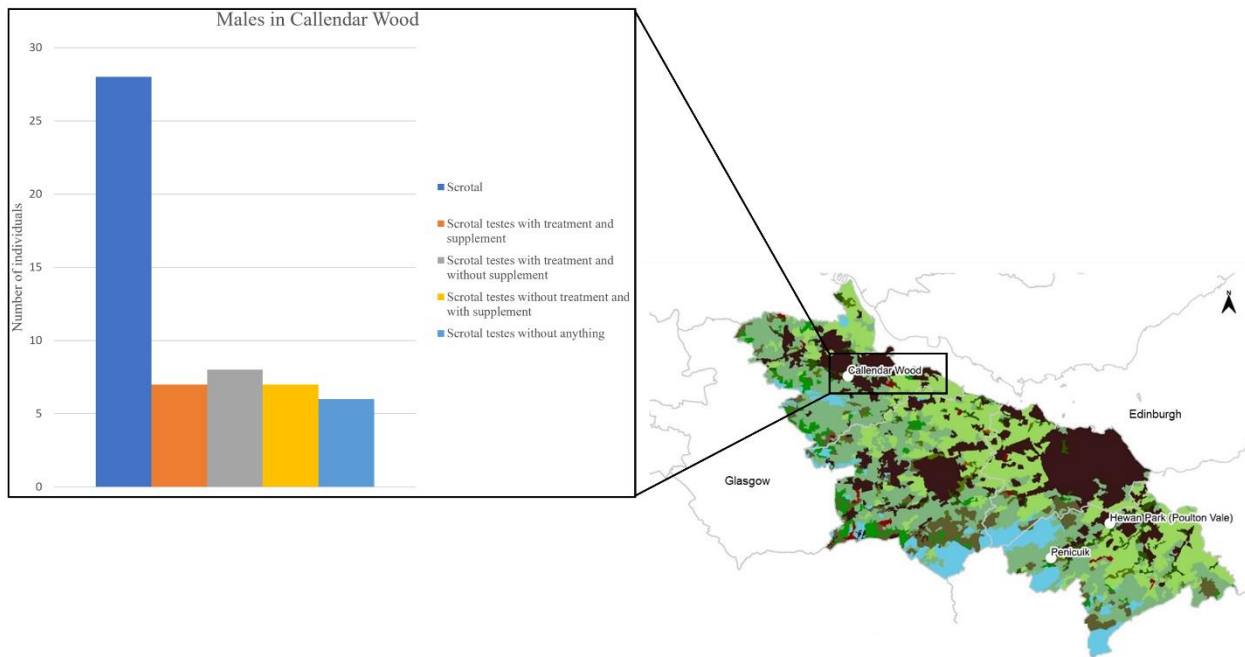 Males in Callendar Wood
Number of individuals
30
25
20
15
10
5
0
Scrotal
Scrotal testes with treatment and
supplement
Scrotal testes with treatment and
without supplement
Scrotal testes without treatment and
with supplement
Scrotal testes without anything
N
Callendar Wood
Edinburgh
Glasgow
Hewan Park (Poulton Vale)
Penicuik